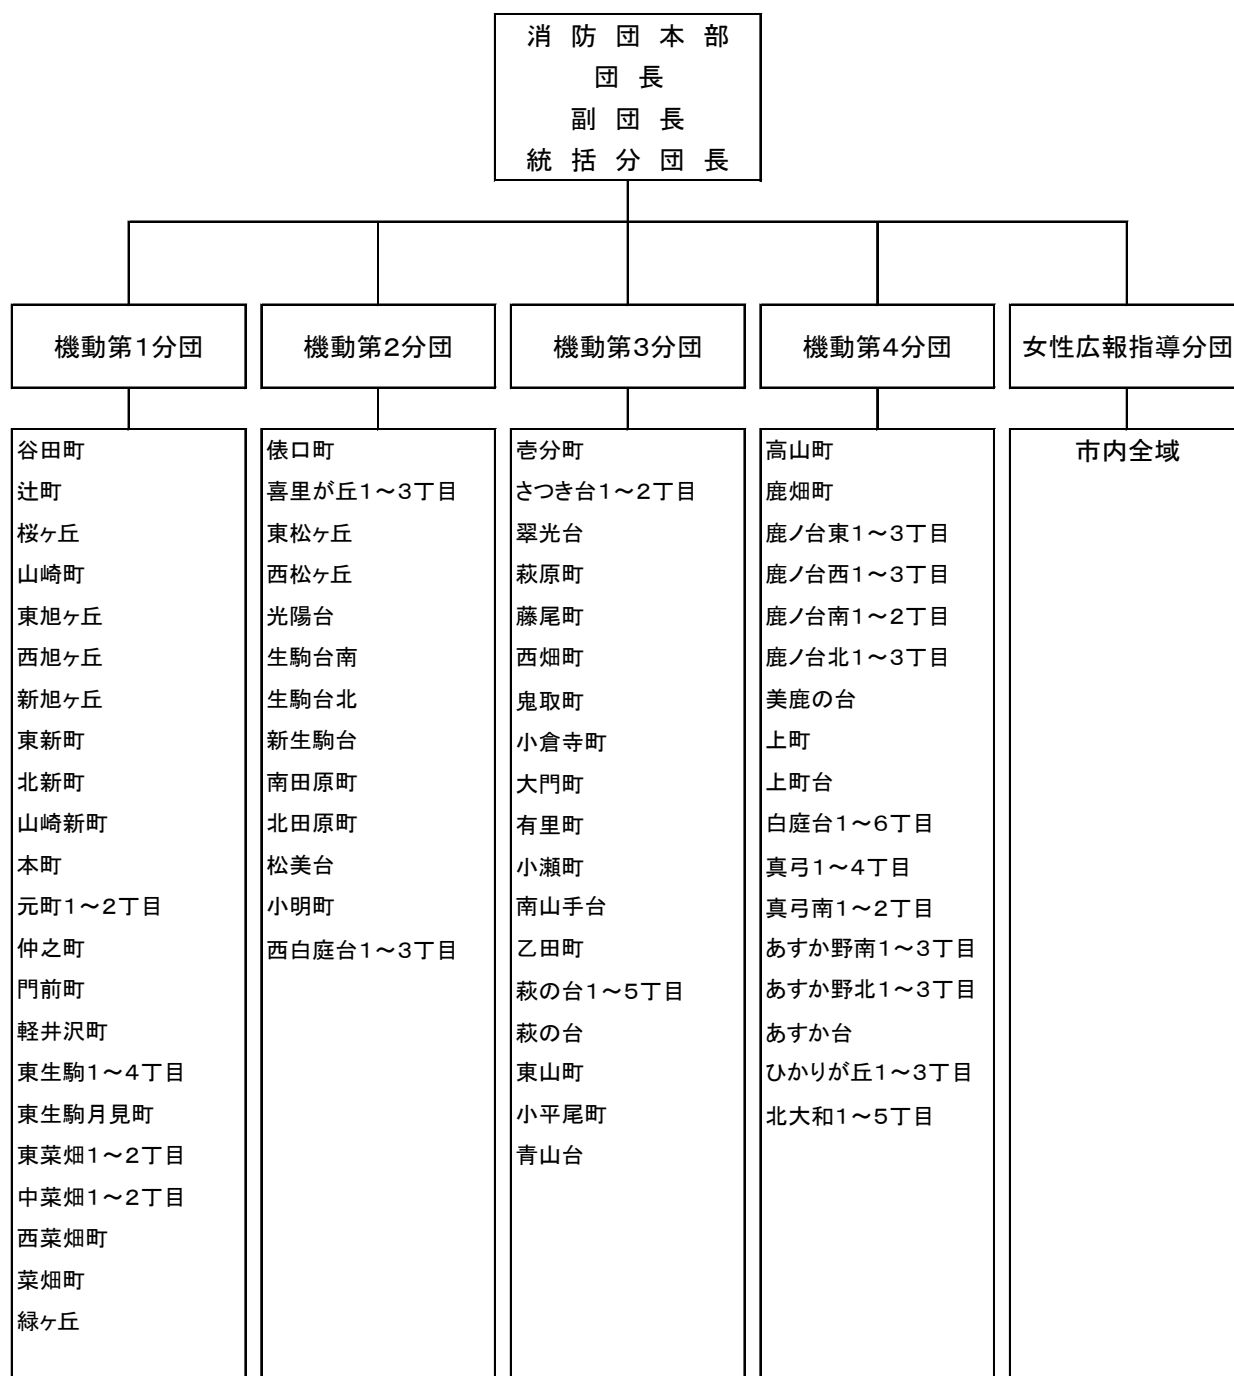 消防団本部
団長
副団長
統括分団長
機動第1分団
谷田町
辻町
桜ヶ丘
山崎町
東旭ヶ丘
西旭ヶ丘
新旭ヶ丘
東新町
北新町
山崎新町
本町
元町1～2丁目
仲之町
門前町
軽井沢町
東生駒1～4丁目
東生駒月見町
東菜畑1～2丁目
中菜畑1～2丁目
西菜畑町
菜畑町
緑ヶ丘
機動第2分団
俵口町
喜里が丘1～3丁目
東松ヶ丘
西松ヶ丘
光陽台
生駒台南
生駒台北
新生駒台
南田原町
北田原町
松美台
小明町
西白庭台1～3丁目
機動第3分団
壱分町
さつき台1～2丁目
翠光台
萩原町
藤尾町
西畑町
鬼取町
小倉寺町
大門町
有里町
小瀬町
南山手台
乙田町
萩の台1～5丁目
萩の台
東山町
小平尾町
青山台
機動第4分団
高山町
鹿畑町
鹿ノ台東1～3丁目
鹿ノ台西1～3丁目
鹿ノ台南1～2丁目
鹿ノ台北1～3丁目
美鹿の台
上町
上町台
白庭台1～6丁目
真弓1～4丁目
真弓南1～2丁目
あすか野南1～3丁目
あすか野北1～3丁目
あすか台
ひかりが丘1～3丁目
北大和1～5丁目
女性広報指導分団
市内全域